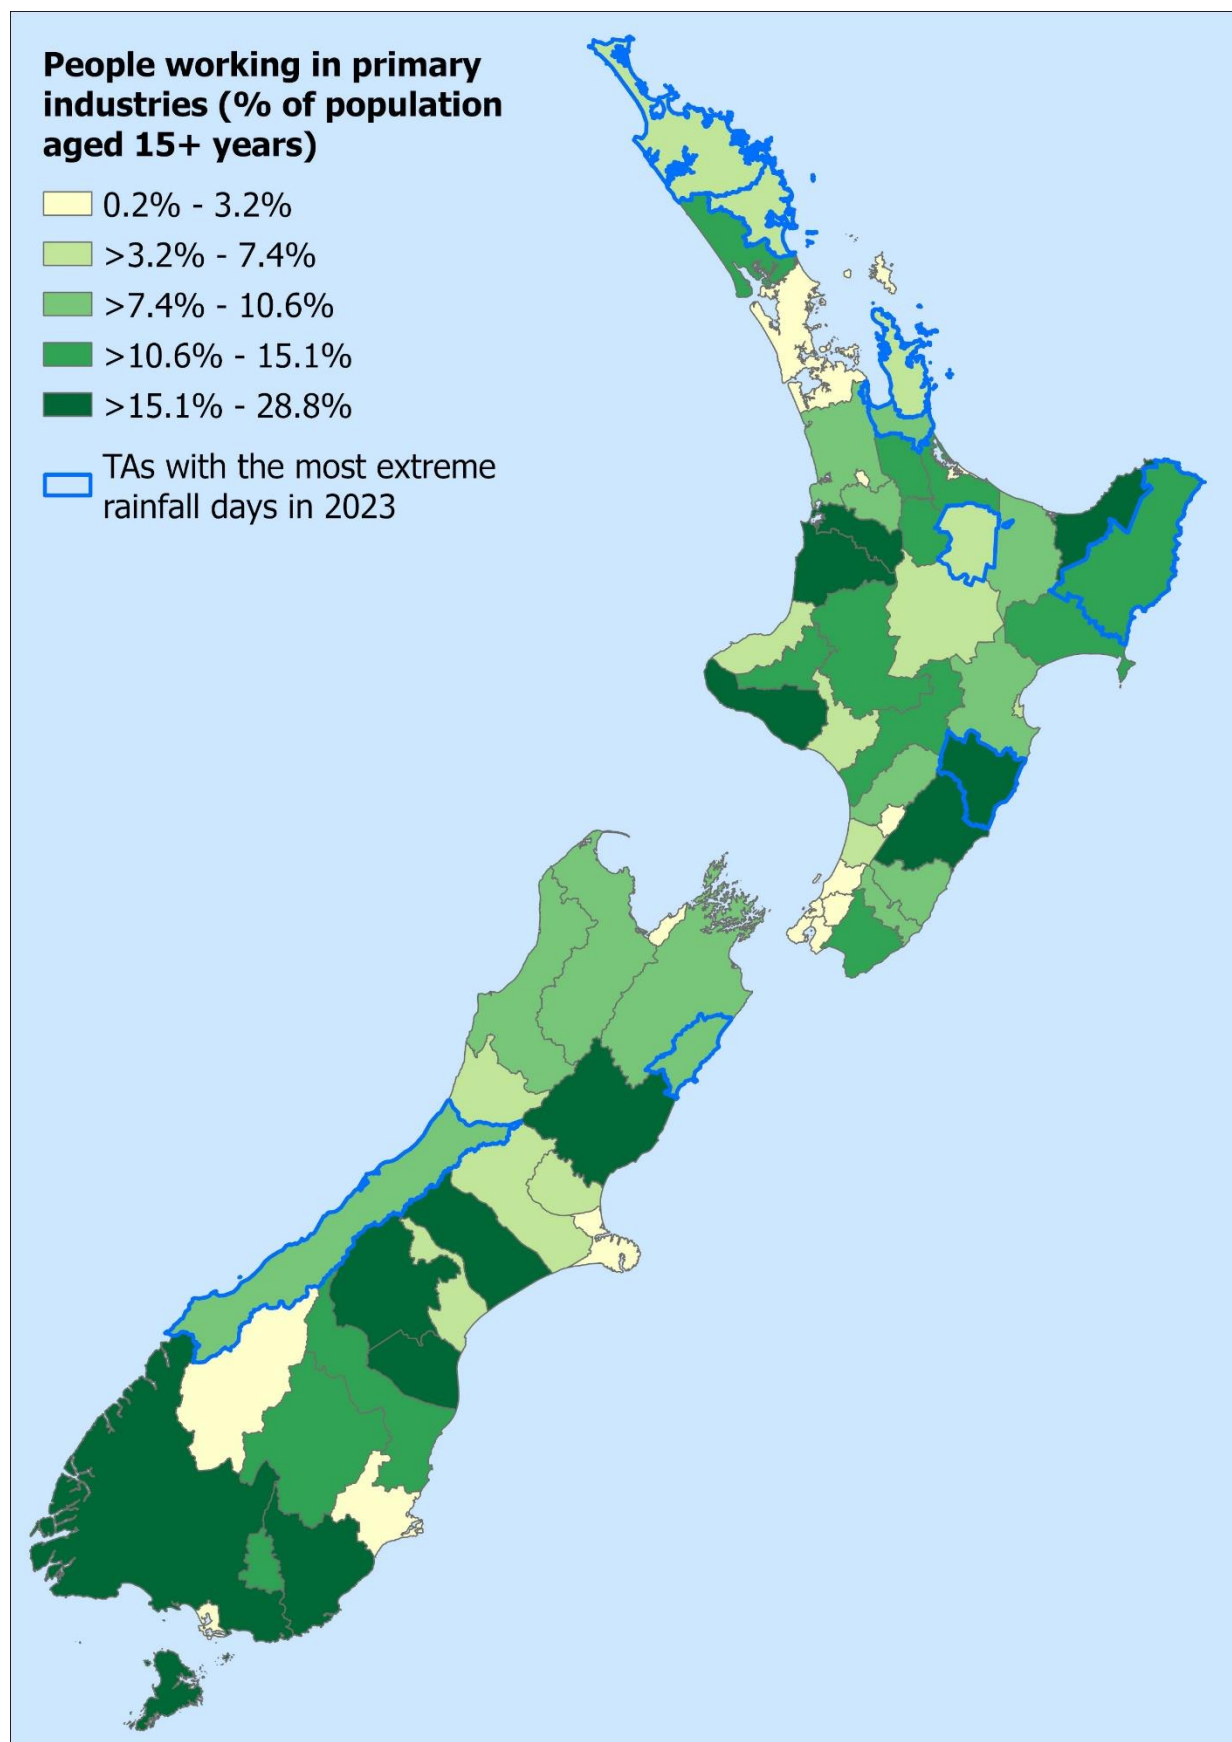 People working in primary
industries (% of population
aged 15+ years)
0.2% - 3.2%
>3.2% - 7.4%
>7.4% - 10.6%
>10.6% - 15.1%
>15.1% - 28.8%
TAs with the most extreme
rainfall days in 2023